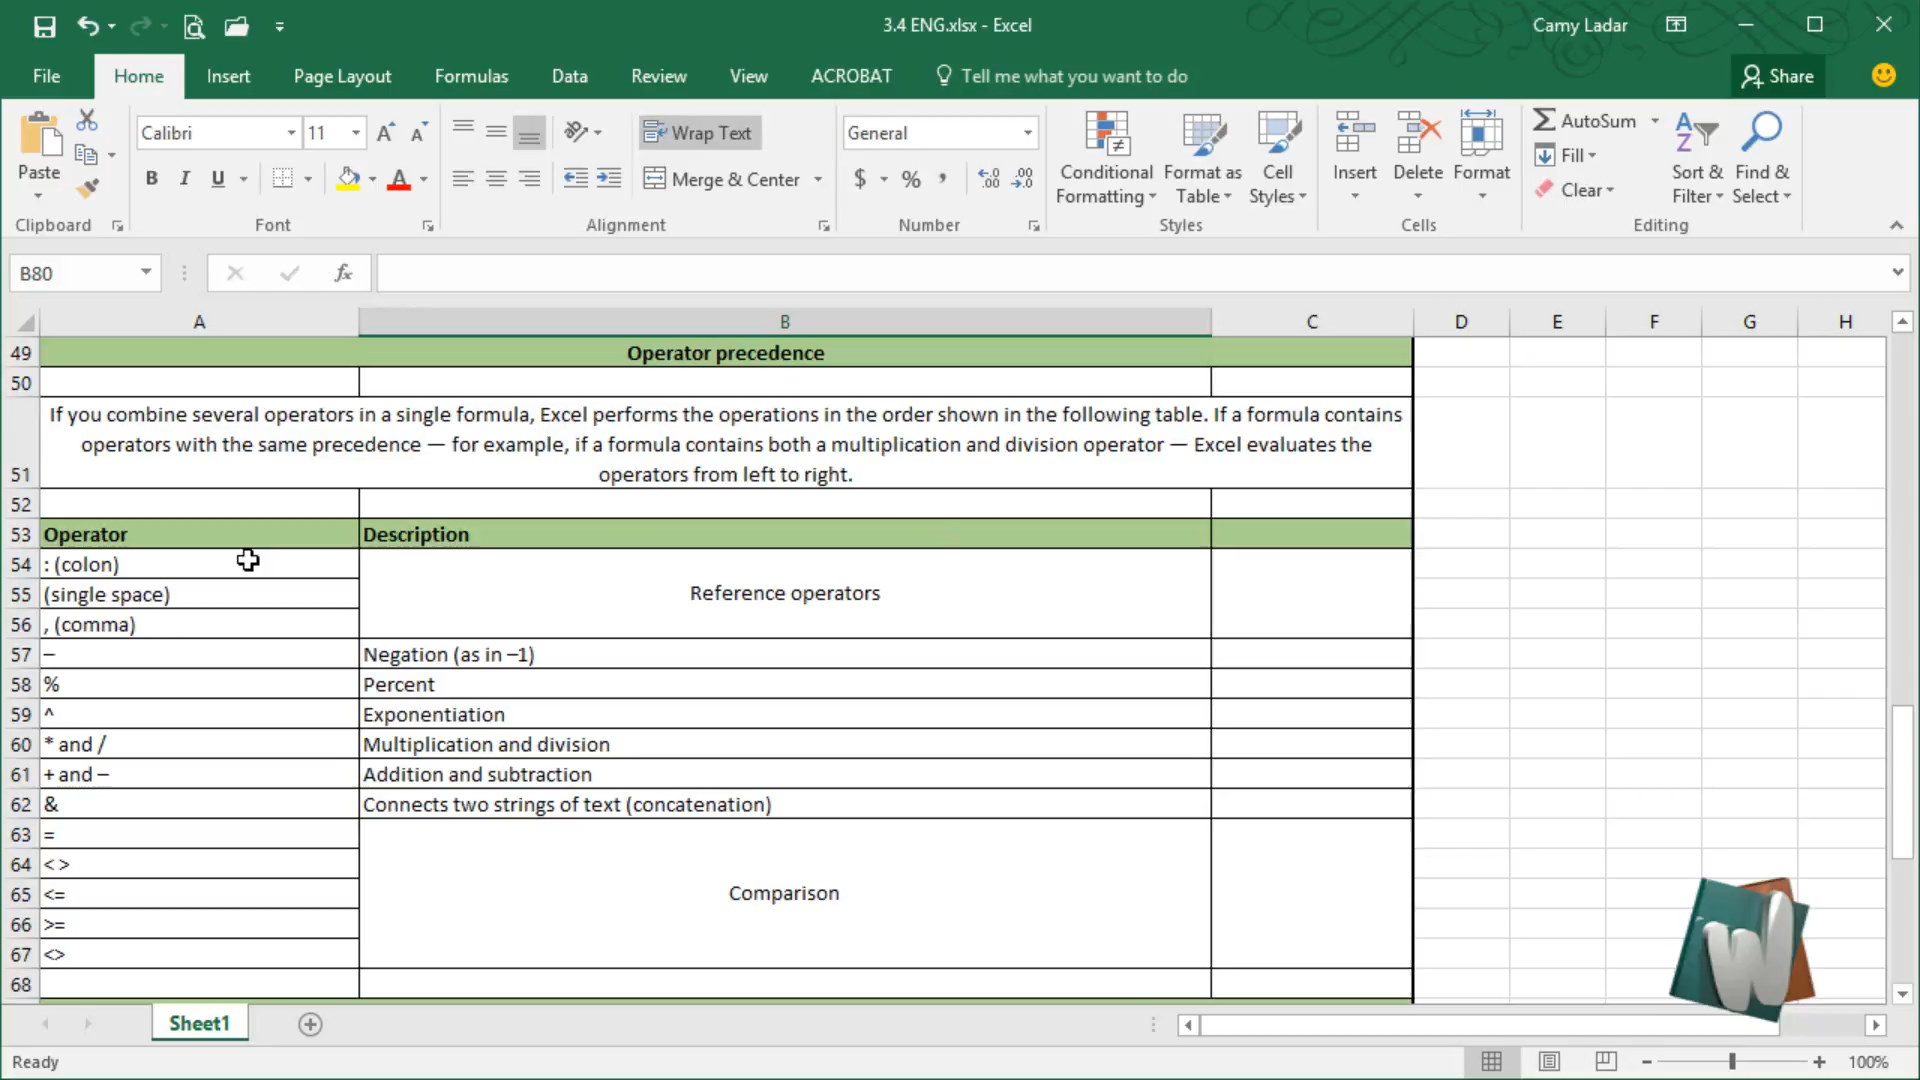 3.4 ENG.xlsx - Excel
Camy Ladar
File
Home
Insert
Page Layout
Formulas
Data
Review
View
ACROBAT
Tell me what you want to do
Share
Paste
Clipboard
Calibri
11
A A
B I U
A
Font
Wrap Text
Merge & Center
Alignment
General
$ % ,
.00 .0
Number
Conditional Formatting
Format as Table
Cell Styles
Styles
Insert
Delete
Format
Cells
AutoSum
Fill
Clear
Sort & Filter
Find & Select
Editing
B80
fx
A B C D E F G H
49 Operator precedence
50
If you combine several operators in a single formula, Excel performs the operations in the order shown in the following table. If a formula contains
operators with the same precedence — for example, if a formula contains both a multiplication and division operator — Excel evaluates the
51 operators from left to right.
52
53 Operator Description
54 : (colon)
55 (single space) Reference operators
56 , (comma)
57 – Negation (as in –1)
58 % Percent
59 ^ Exponentiation
60 * and / Multiplication and division
61 + and – Addition and subtraction
62 & Connects two strings of text (concatenation)
63 =
64 < >
65 <= Comparison
66 >=
67 <>
68
Sheet1
W
Ready
100%